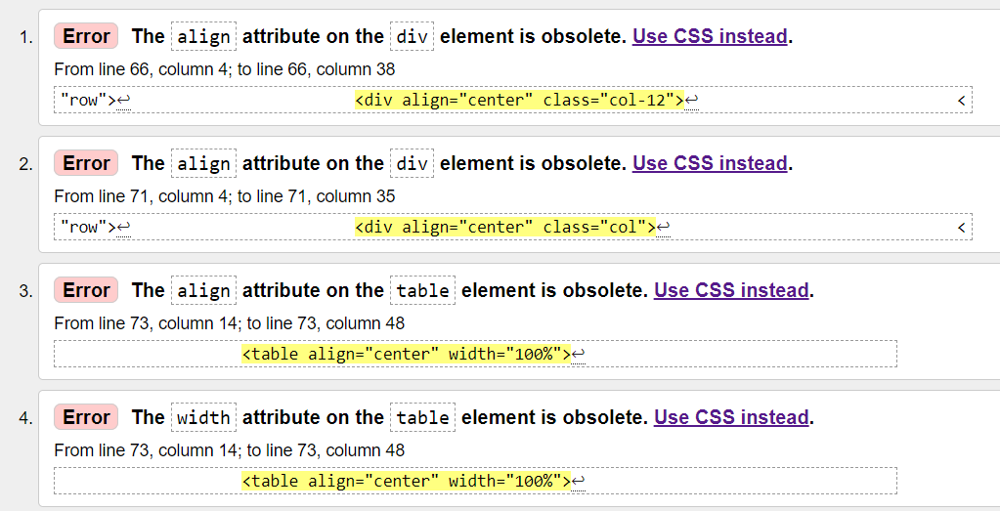 1. Error The align attribute on the div element is obsolete. Use CSS instead.
From line 66, column 4; to line 66, column 38
"row">↩ <div align="center" class="col-12">↩ <
2. Error The align attribute on the div element is obsolete. Use CSS instead.
From line 71, column 4; to line 71, column 35
"row">↩ <div align="center" class="col">↩ <
3. Error The align attribute on the table element is obsolete. Use CSS instead.
From line 73, column 14; to line 73, column 48
<table align="center" width="100%">↩
4. Error The width attribute on the table element is obsolete. Use CSS instead.
From line 73, column 14; to line 73, column 48
<table align="center" width="100%">↩